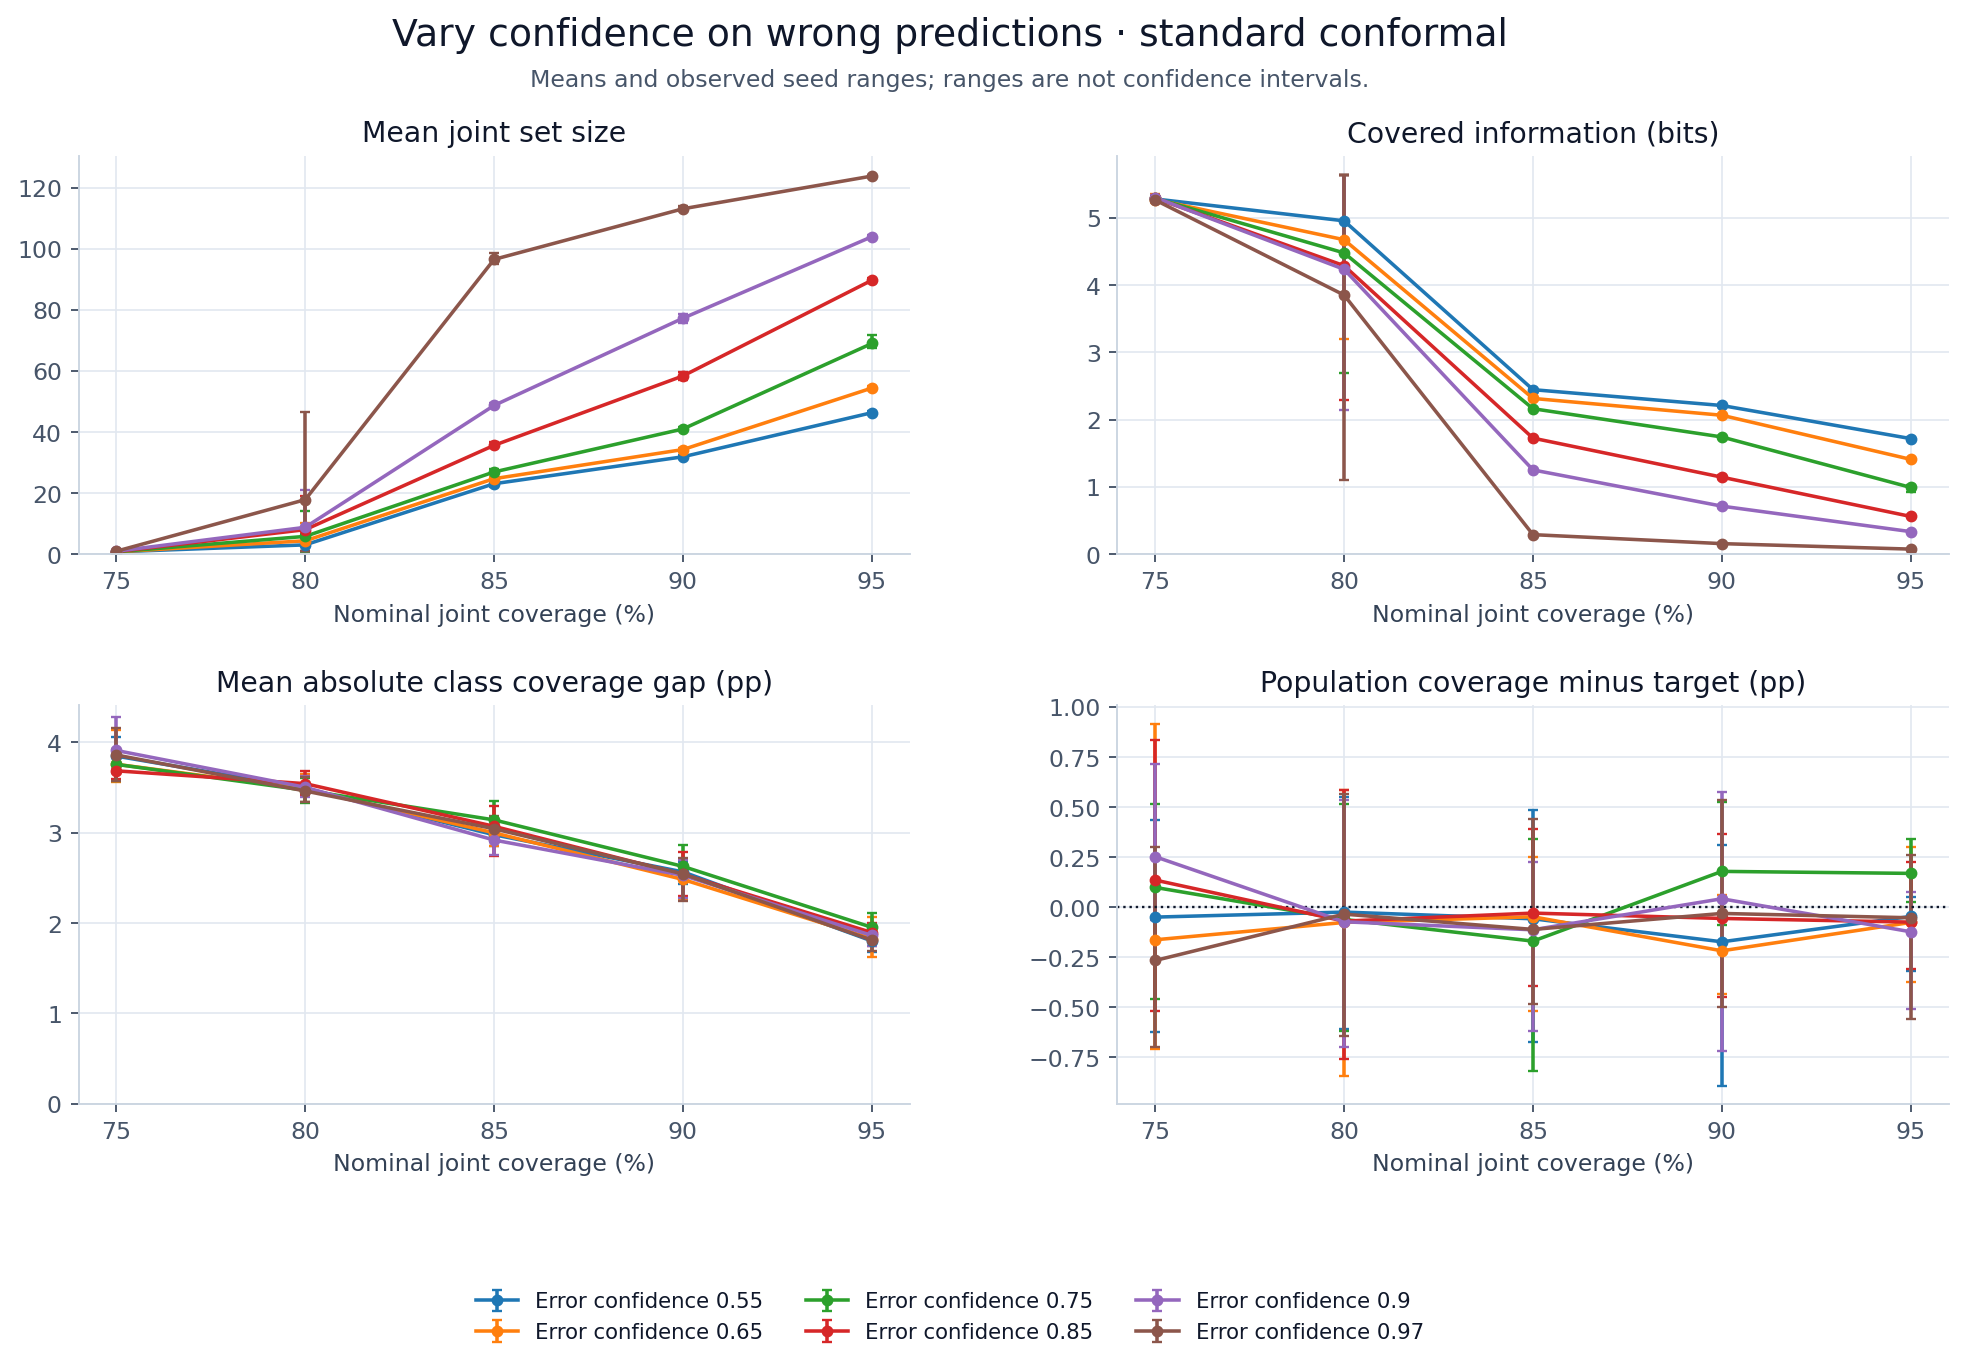 Vary confidence on wrong predictions · standard conformal
Means and observed seed ranges; ranges are not confidence intervals.
Mean joint set size
120
100
80
60
40
20
0
75 80 85 90 95
Nominal joint coverage (%)
Covered information (bits)
5
4
3
2
1
0
75 80 85 90 95
Nominal joint coverage (%)
Mean absolute class coverage gap (pp)
4
3
2
1
0
75 80 85 90 95
Nominal joint coverage (%)
Population coverage minus target (pp)
1.00
0.75
0.50
0.25
0.00
−0.25
−0.50
−0.75
75 80 85 90 95
Nominal joint coverage (%)
Error confidence 0.55
Error confidence 0.65
Error confidence 0.75
Error confidence 0.85
Error confidence 0.9
Error confidence 0.97